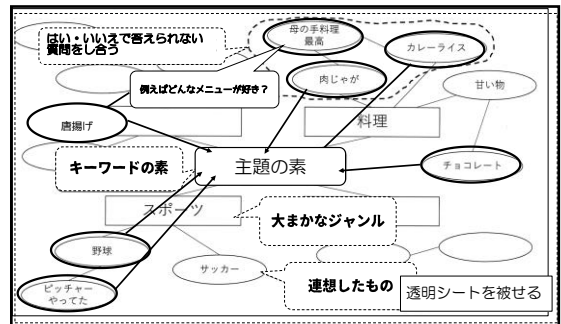 はい・いいえで答えられない
質問をし合う
母の手料理
最高
カレーライス
肉じゃが
甘い物
例えばどんなメニューが好き？
唐揚げ
料理
キーワードの素
主題の素
チョコレート
スポーツ
大まかなジャンル
野球
サッカー
連想したもの
ピッチャー
やってた
透明シートを被せる